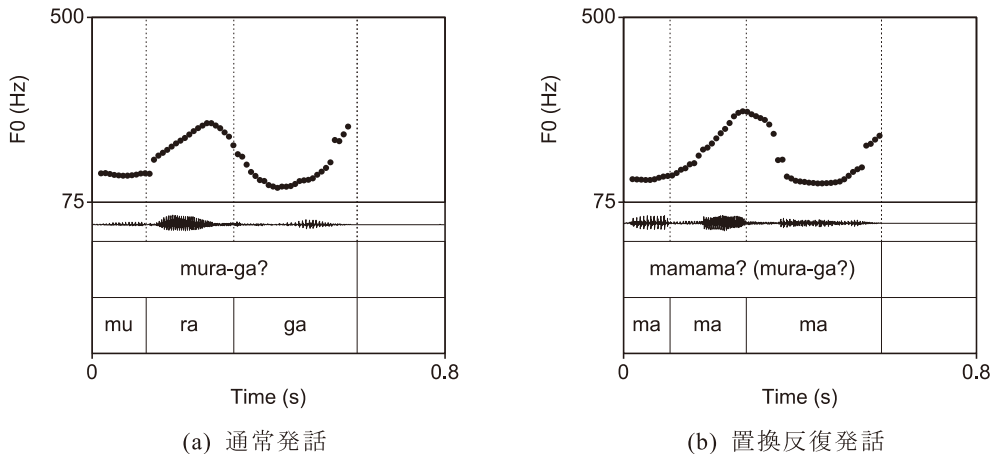 500
F0 (Hz)
75
mura-ga?
mu ra ga
0 0.8
Time (s)
(a) 通常発話
500
F0 (Hz)
75
mamama? (mura-ga?)
ma ma ma
0 0.8
Time (s)
(b) 置換反復発話